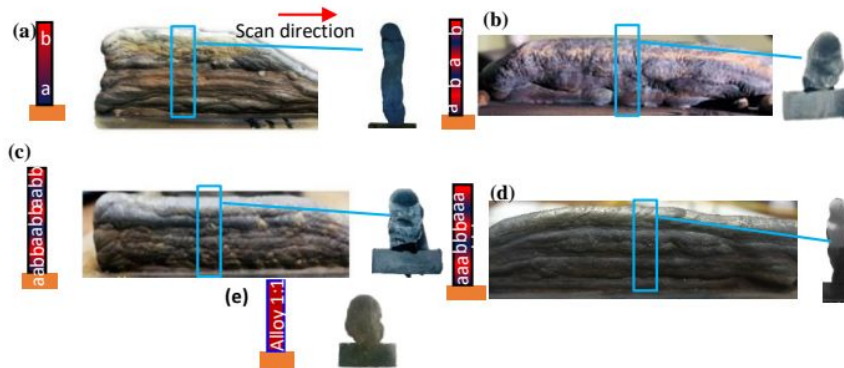 (a)
b
a
Scan direction
(b)
a b a b
(c)
aabbaabbaabb
(d)
aaabbbaaa
(e)
Alloy 1:1